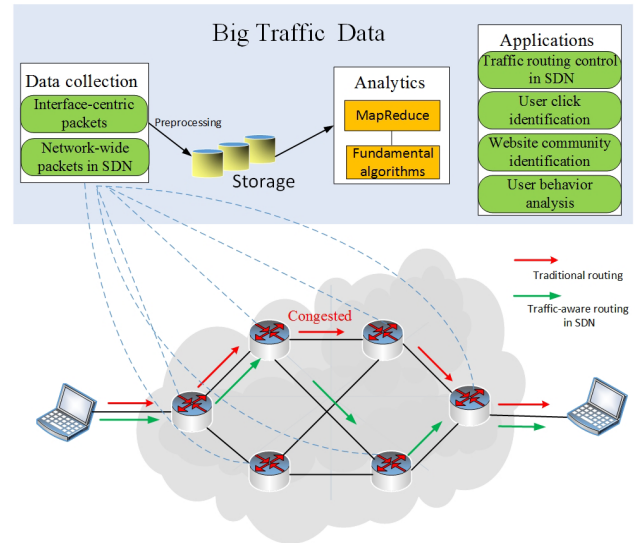 Big Traffic Data
Data collection
Interface-centric
packets
Network-wide
packets in SDN
Preprocessing
Storage
Analytics
MapReduce
Fundamental
algorithms
Applications
Traffic routing control
in SDN
User click
identification
Website community
identification
User behavior
analysis
Traditional routing
Traffic-aware routing
in SDN
Congested